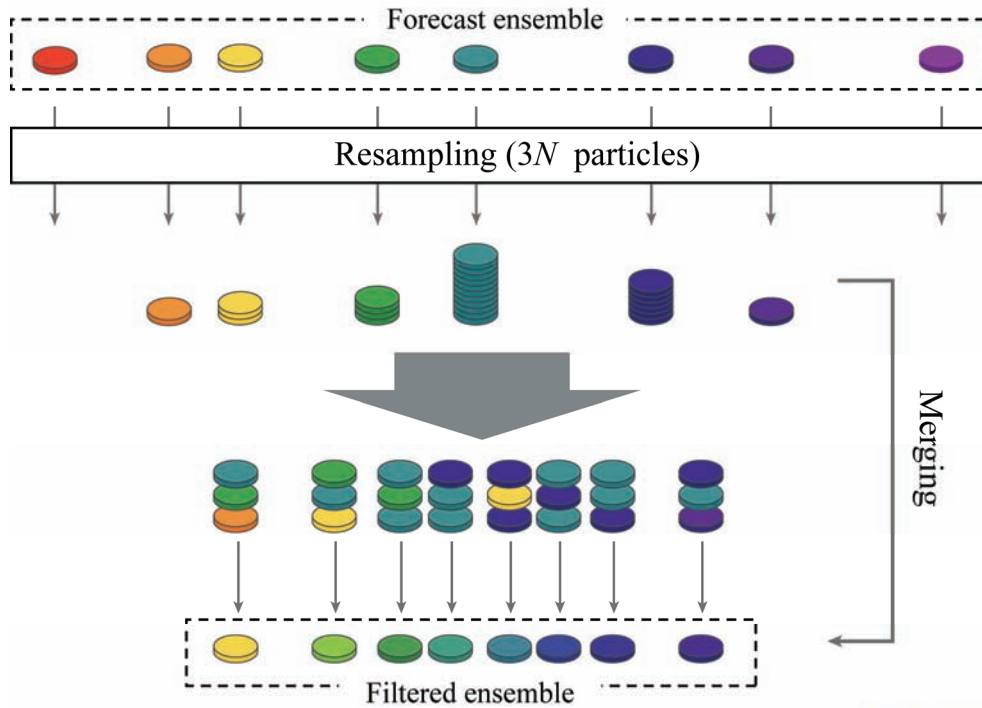 Forecast ensemble
Resampling (3N particles)
Merging
Filtered ensemble